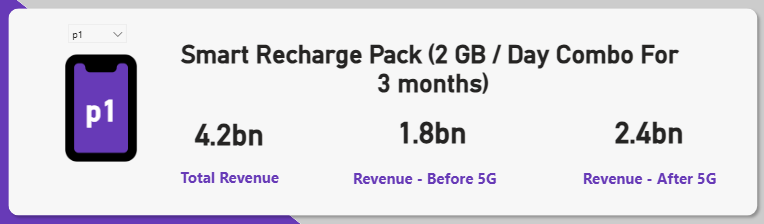 p1
Smart Recharge Pack (2 GB / Day Combo For
3 months)
p1
4.2bn
1.8bn
2.4bn
Total Revenue
Revenue - Before 5G
Revenue - After 5G